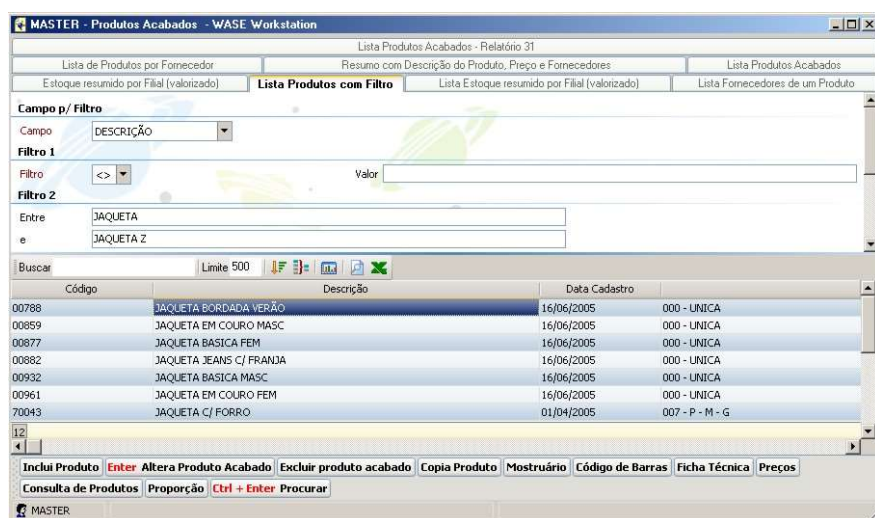 MASTER - Produtos Acabados - WASE Workstation
Lista Produtos Acabados - Relatório 31
Lista de Produtos por Fornecedor Resumo com Descrição do Produto, Preço e Fornecedores Lista Produtos Acabados
Estoque resumido por Filial (valorizado) Lista Produtos com Filtro Lista Estoque resumido por Filial (valorizado) Lista Fornecedores de um Produto
Campo p/ Filtro
Campo DESCRIÇÃO
Filtro 1
Filtro <> Valor
Filtro 2
Entre JAQUETA
e JAQUETA Z
Buscar Limite 500
Código Descrição Data Cadastro
00788 JAQUETA BORDADA VERÃO 16/06/2005 000 - UNICA
00859 JAQUETA EM COURO MASC 16/06/2005 000 - UNICA
00877 JAQUETA BASICA FEM 16/06/2005 000 - UNICA
00882 JAQUETA JEANS C/ FRANJA 16/06/2005 000 - UNICA
00932 JAQUETA BASICA MASC 16/06/2005 000 - UNICA
00961 JAQUETA EM COURO FEM 16/06/2005 000 - UNICA
70043 JAQUETA C/ FORRO 01/04/2005 007 - P - M - G
12
Inclui Produto Enter Altera Produto Acabado Excluir produto acabado Copia Produto Mostruário Código de Barras Ficha Técnica Preços
Consulta de Produtos Proporção Ctrl + Enter Procurar
MASTER